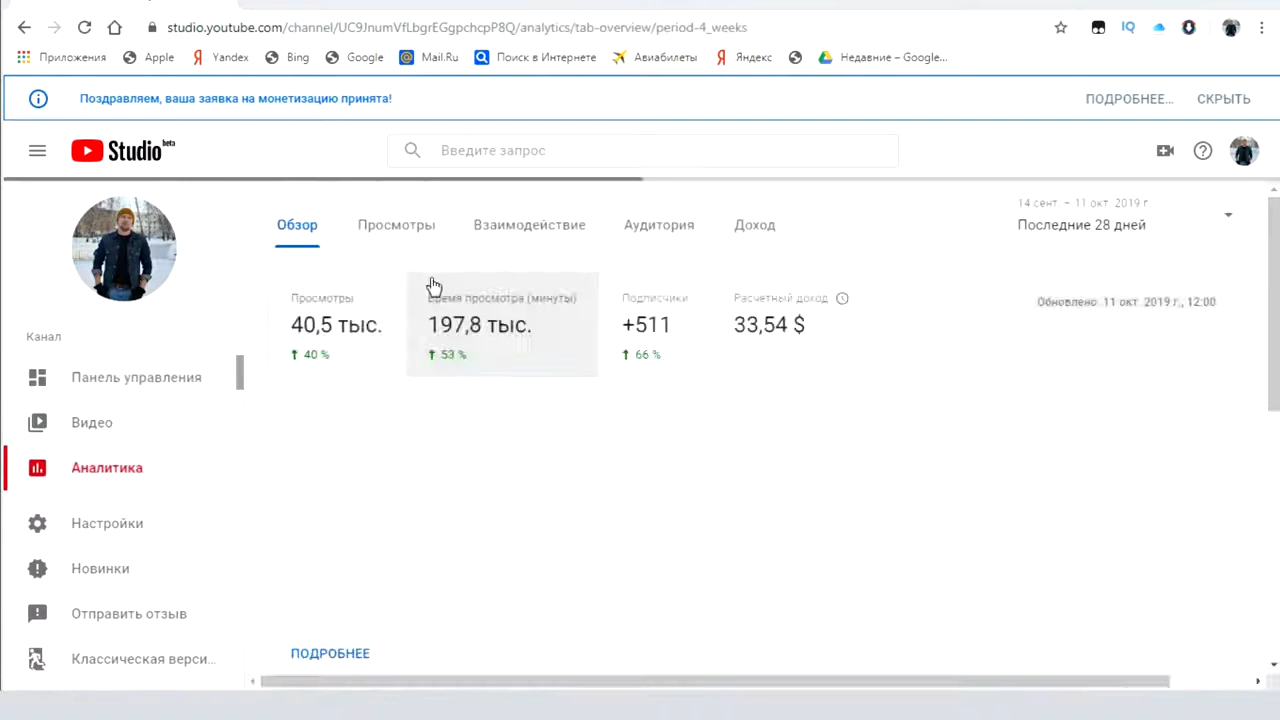 studio.youtube.com/channel/UC9JnumVfLbgrEGgpchcpP8Q/analytics/tab-overview/period-4_weeks
IQ
Приложения Apple Yandex Bing Google Mail.Ru Поиск в Интернете Авиабилеты Яндекс Недавние – Google...
Поздравляем, ваша заявка на монетизацию принята! ПОДРОБНЕЕ... СКРЫТЬ
Studio beta
Введите запрос
Обзор Просмотры Взаимодействие Аудитория Доход
14 сент. – 11 окт. 2019 г
Последние 28 дней
Просмотры
40,5 тыс.
40 %
Время просмотра (минуты)
197,8 тыс.
53 %
Подписчики
+511
66 %
Расчетный доход
33,54 $
Обновлено 11 окт 2019 г., 12:00
Канал
Панель управления
Видео
Аналитика
Настройки
Новинки
Отправить отзыв
Классическая верси...
ПОДРОБНЕЕ